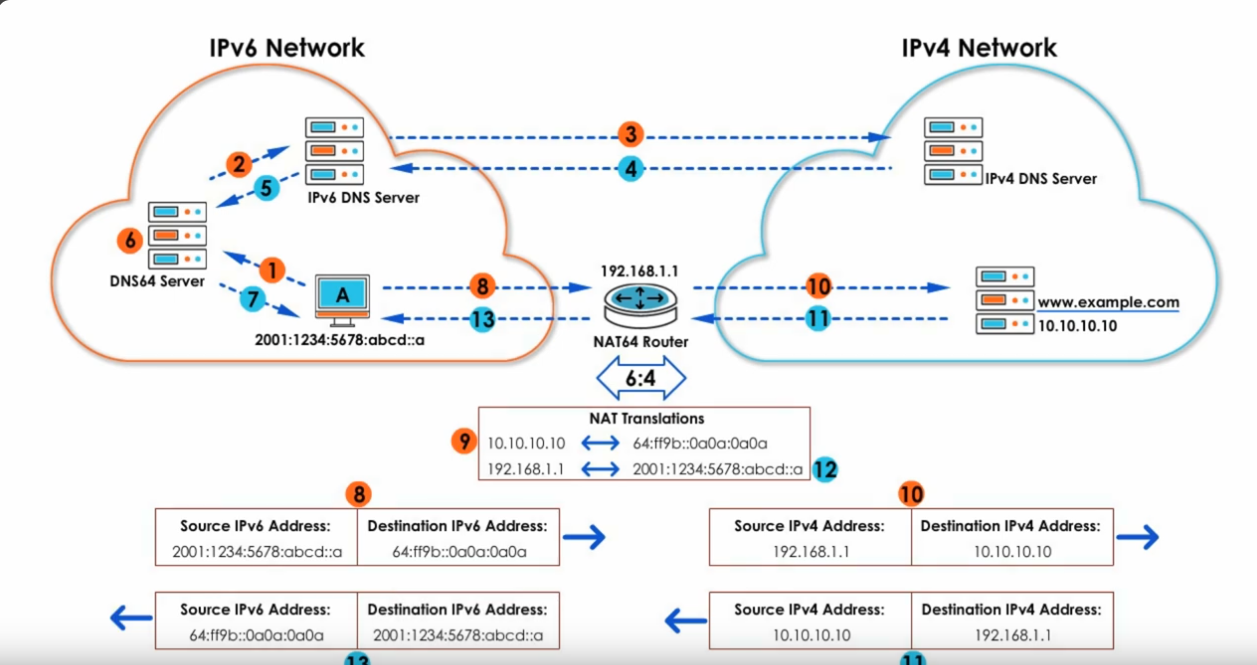 IPv6 Network
IPv4 Network
3
2
4
5
IPv6 DNS Server
IPv4 DNS Server
6
1
DNS64 Server
7
A
2001:1234:5678:abcd::a
8
13
192.168.1.1
NAT64 Router
10
11
www.example.com
10.10.10.10
6:4
NAT Translations
9
10.10.10.10 64:ff9b::0a0a:0a0a
192.168.1.1 2001:1234:5678:abcd::a
12
8
Source IPv6 Address: Destination IPv6 Address:
2001:1234:5678:abcd::a 64:ff9b::0a0a:0a0a
10
Source IPv4 Address: Destination IPv4 Address:
192.168.1.1 10.10.10.10
Source IPv6 Address: Destination IPv6 Address:
64:ff9b::0a0a:0a0a 2001:1234:5678:abcd::a
13
Source IPv4 Address: Destination IPv4 Address:
10.10.10.10 192.168.1.1
11